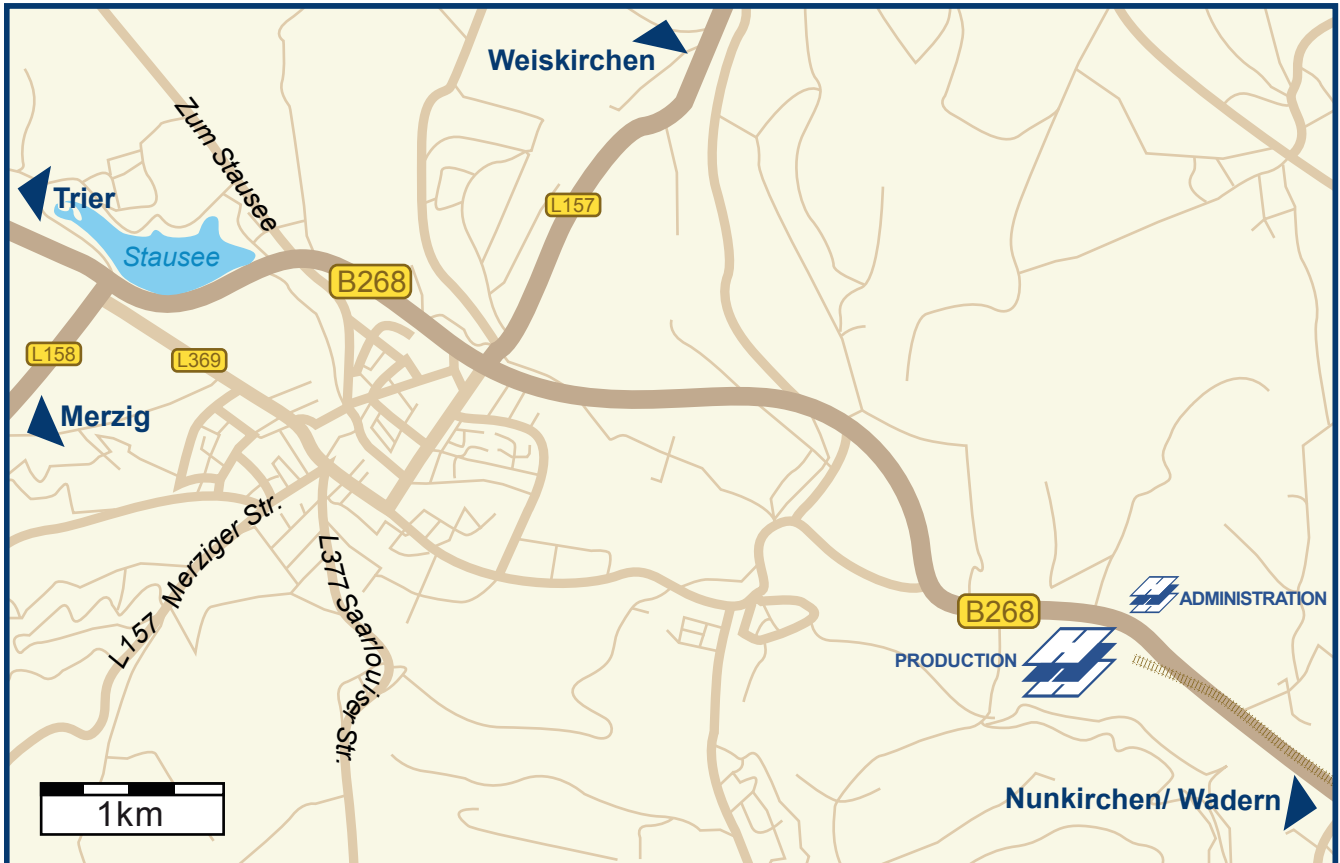 Weiskirchen
Zum Stausee
Trier
L157
Stausee
B268
L158
L369
Merzig
L157 Merziger Str.
L377 Saarlouiser Str.
B268
ADMINISTRATION
PRODUCTION
Nunkirchen/ Wadern
1km